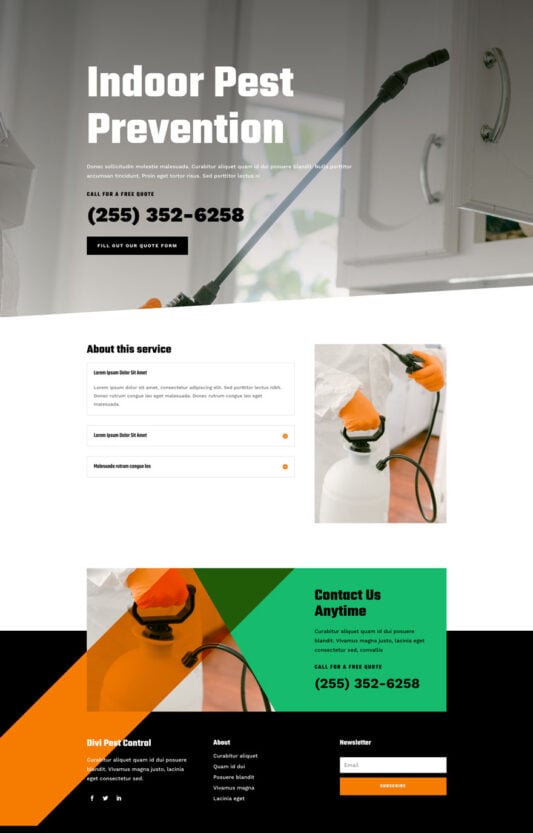 Indoor Pest
Prevention
Donec sollicitudin molestie malesuada. Curabitur aliquet quam id dui posuere blandit. Nulla porttitor
accumsan tincidunt. Proin eget tortor risus. Sed porttitor lectus ni
CALL FOR A FREE QUOTE
(255) 352-6258
FILL OUT OUR QUOTE FORM
About this service
Lorem Ipsum Dolor Sit Amet
Lorem ipsum dolor sit amet, consectetur adipiscing elit. Sed porttitor lectus nibh.
Donec rutrum congue leo eget malesuada. Donec rutrum congue leo eget
malesuada.
Lorem Ipsum Dolor Sit Amet
Malesuada rutrum congue leo
Contact Us
Anytime
Curabitur aliquet quam id dui posuere
blandit. Vivamus magna justo, lacinia eget
consectetur sed, convallis
CALL FOR A FREE QUOTE
(255) 352-6258
Divi Pest Control
Curabitur aliquet quam id dui posuere
blandit. Vivamus magna justo, lacinia
eget consectetur sed.
About
Curabitur aliquet
Quam id dui
Posuere blandit
Vivamus magna
Lacinia eget
Newsletter
Email
SUBSCRIBE